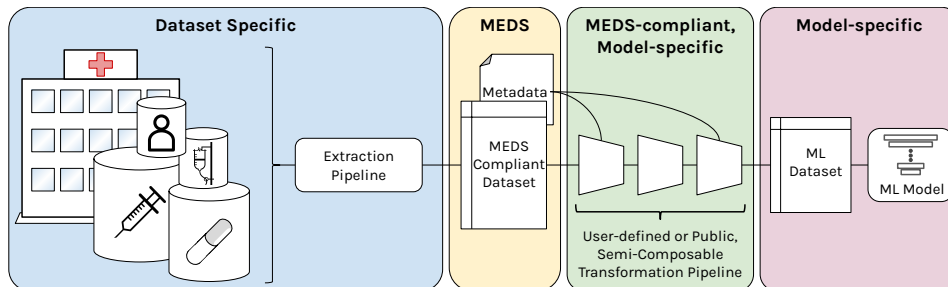 Dataset Specific
MEDS
MEDS-compliant,
Model-specific
Model-specific
Extraction
Pipeline
Metadata
MEDS
Compliant
Dataset
User-defined or Public,
Semi-Composable
Transformation Pipeline
ML
Dataset
ML Model